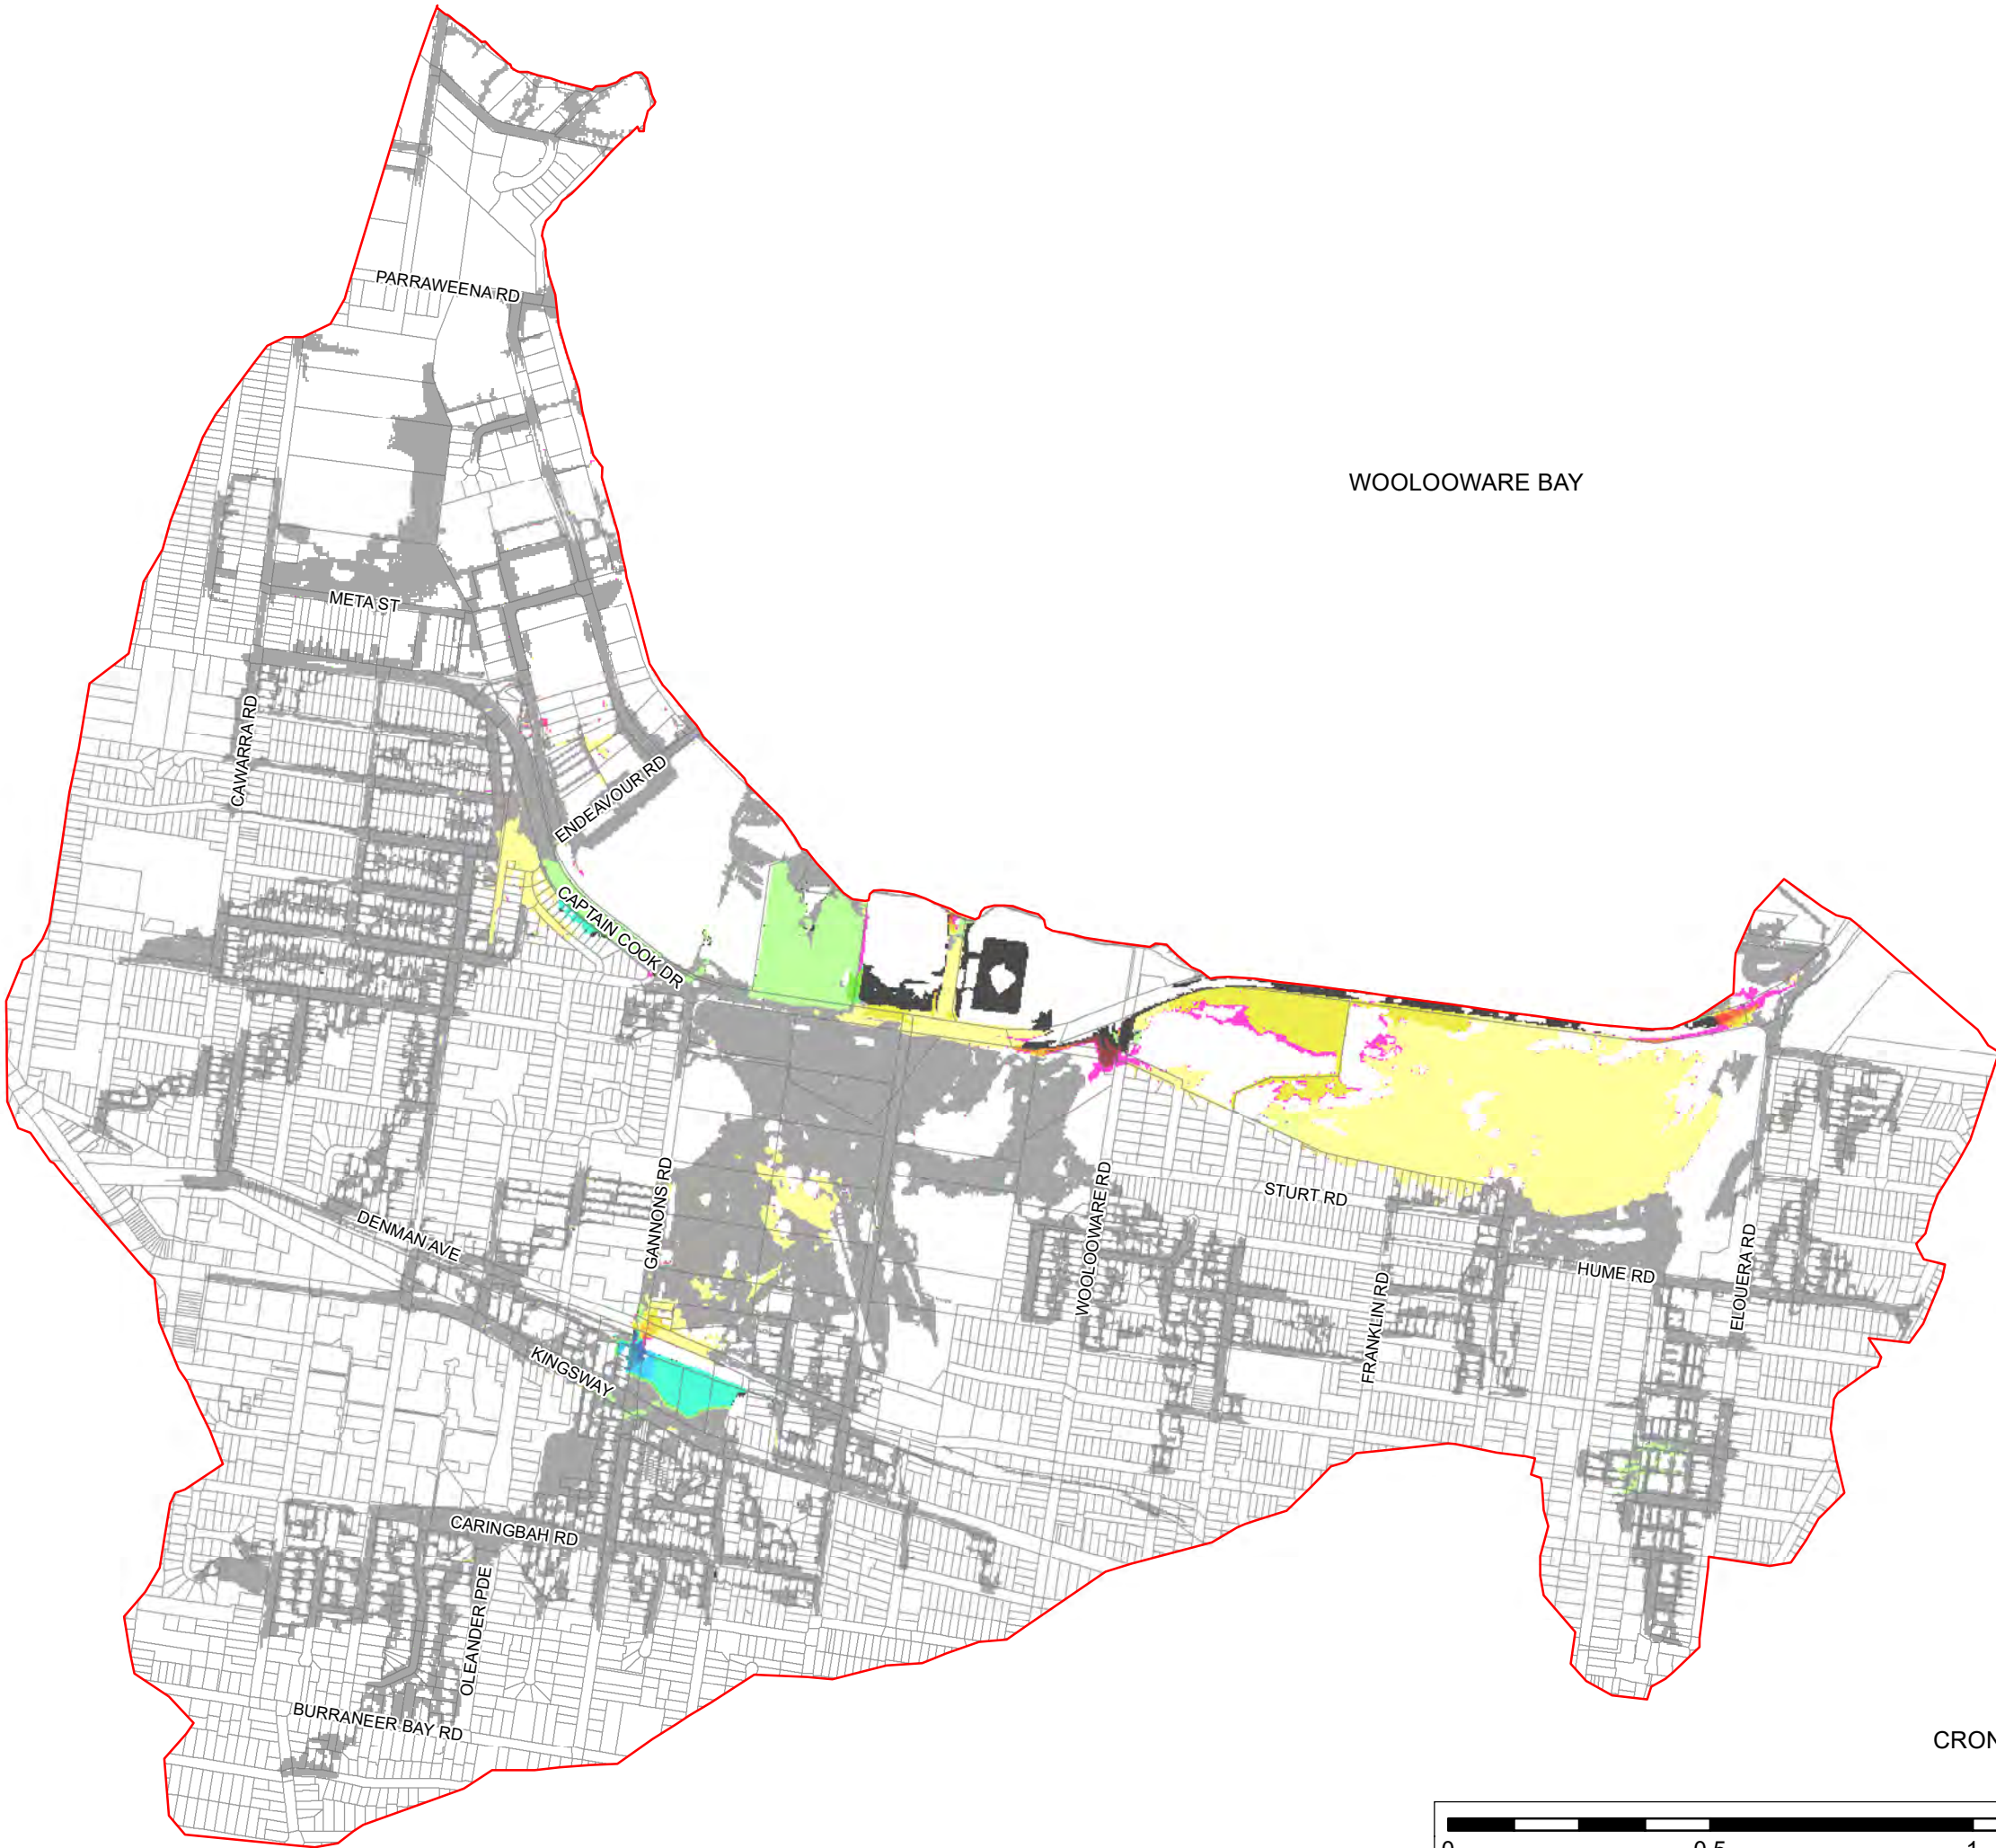 PARRAWEENA RD
WOOLOOWARE BAY
META ST
CAWARRA RD
ENDEAVOUR RD
CAPTAIN COOK DR
GANNONS RD
WOOLOOWARE RD
STURT RD
DENMAN AVE
HUME RD
ELOUERA RD
FRANKLIN RD
KINGSWAY
CARINGBAH RD
OLEANDER PDE
BURRANEER BAY RD
CRON
0 0.5 1